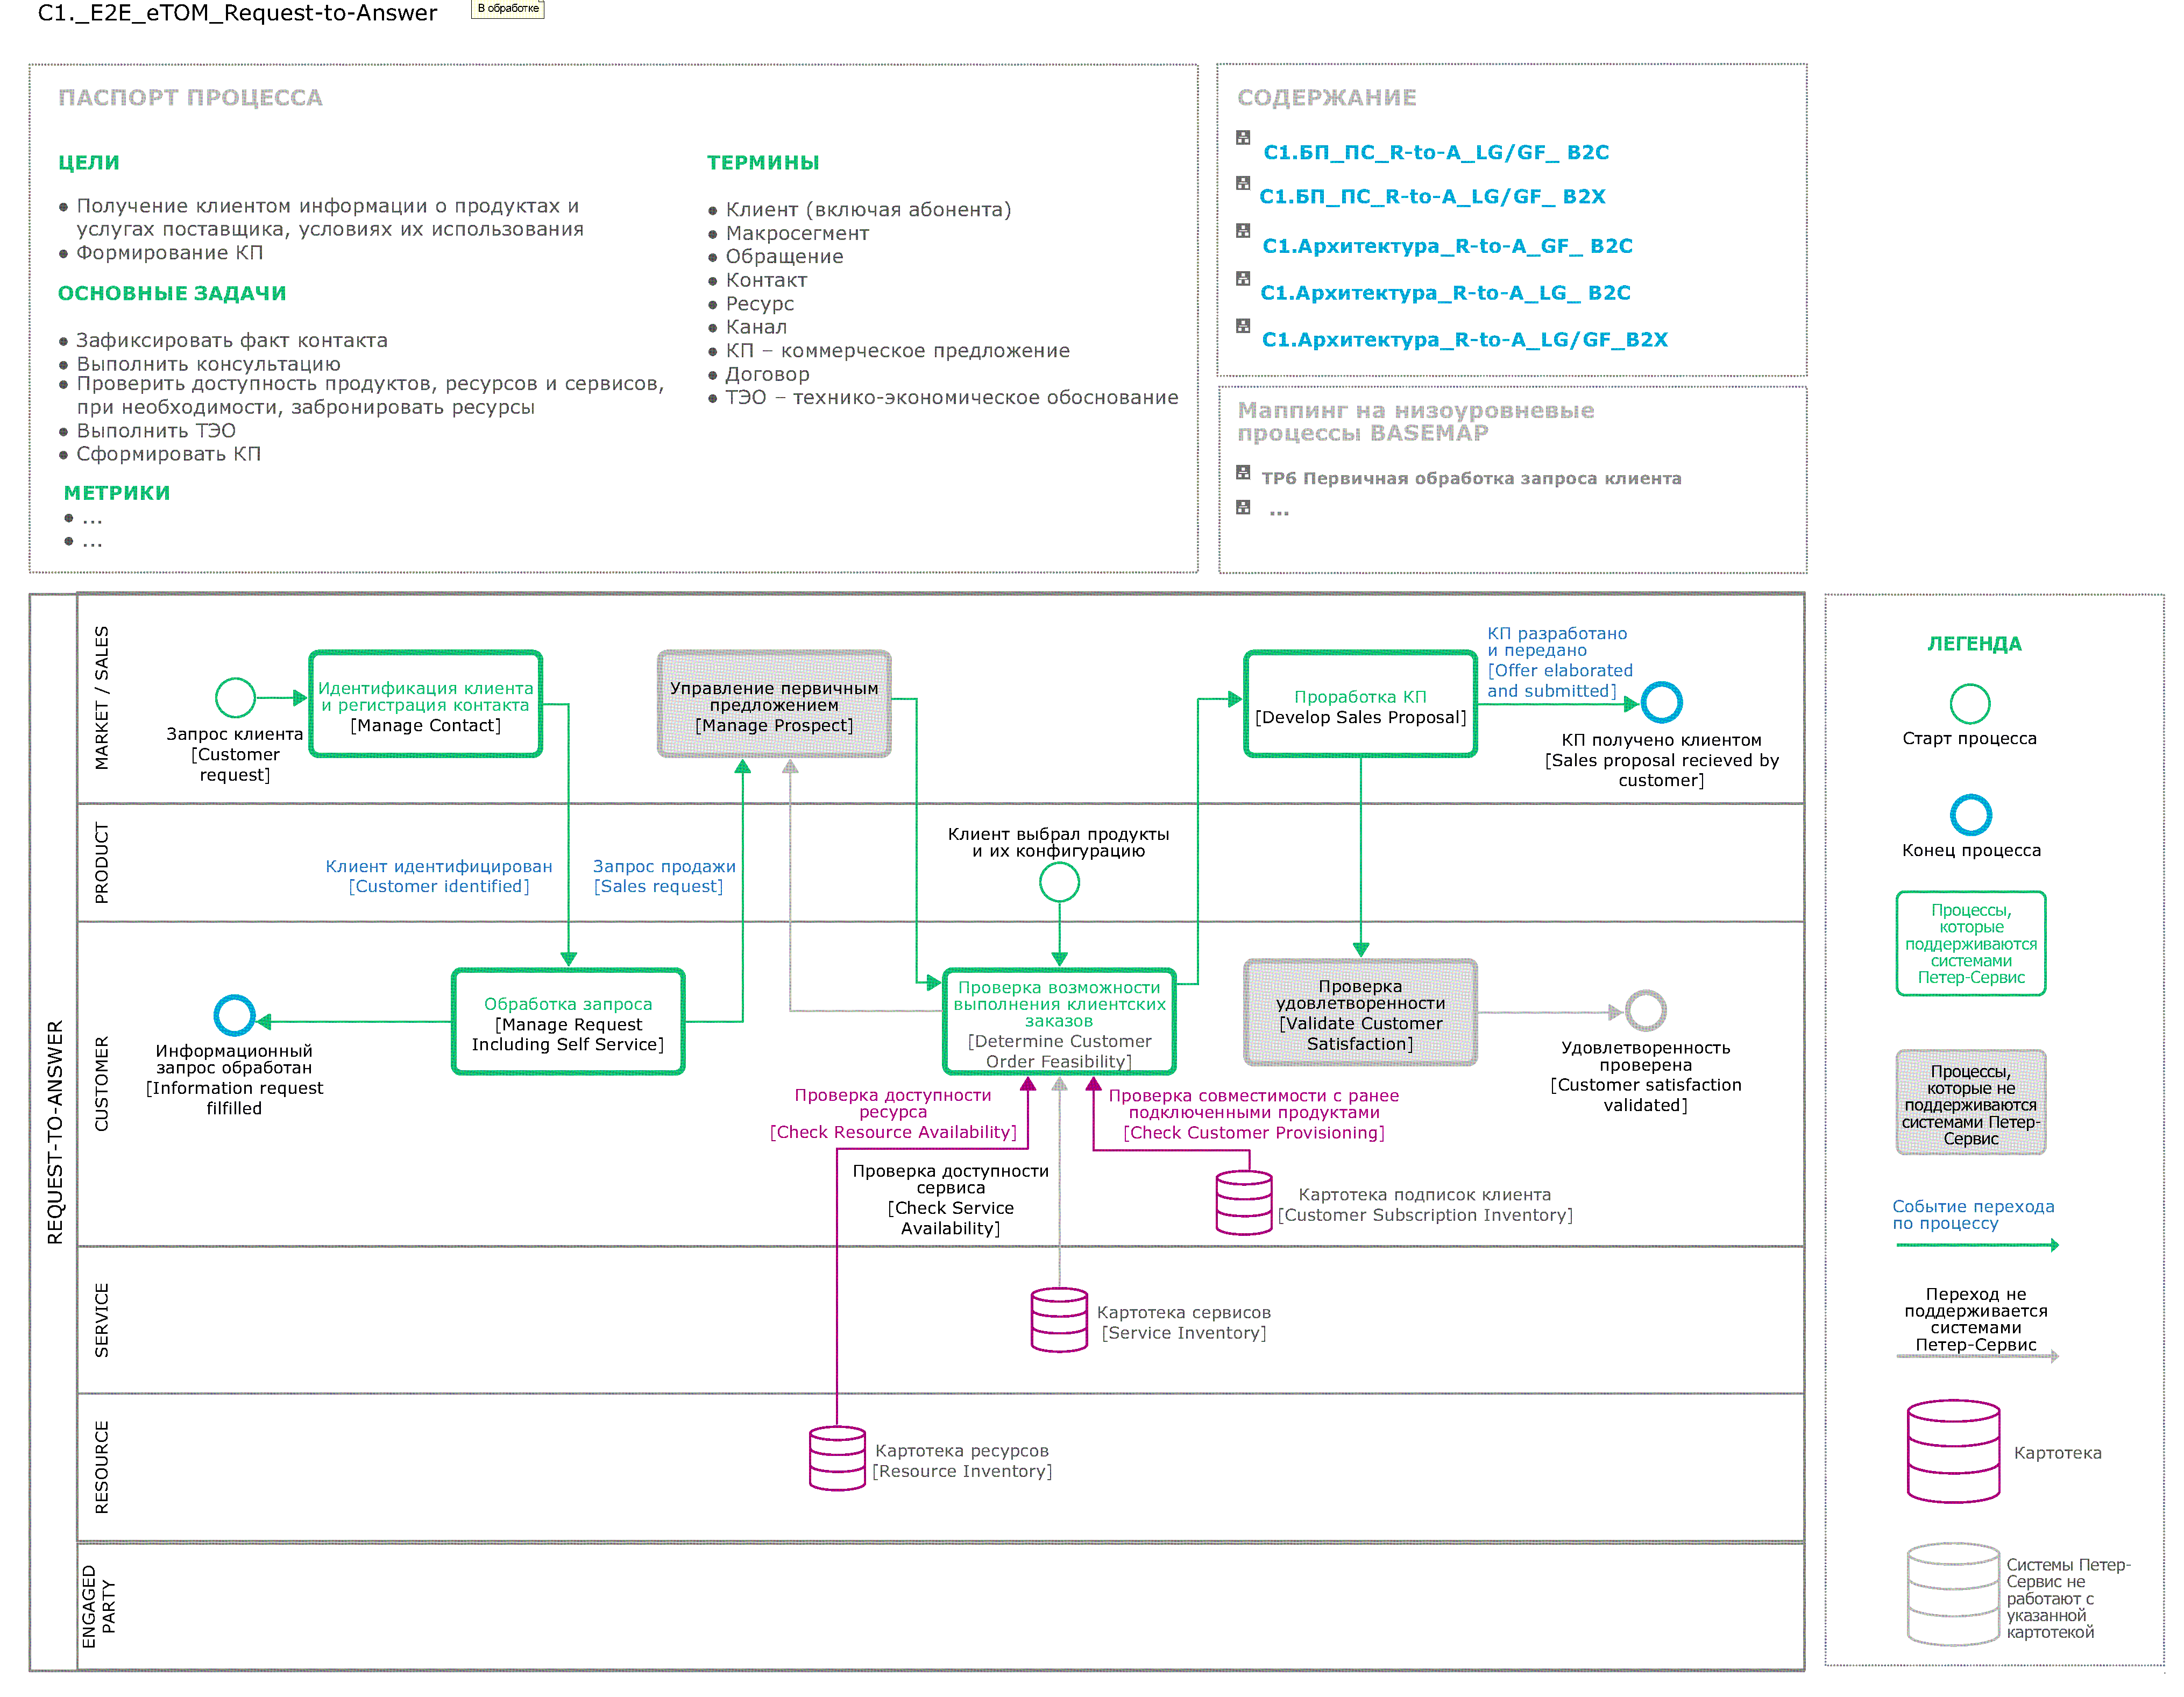 C1._E2E_eTOM_Request-to-Answer
В обработке
ПАСПОРТ ПРОЦЕССА
ЦЕЛИ
● Получение клиентом информации о продуктах и
услугах поставщика, условиях их использования
● Формирование КП
ОСНОВНЫЕ ЗАДАЧИ
● Зафиксировать факт контакта
● Выполнить консультацию
● Проверить доступность продуктов, ресурсов и сервисов,
при необходимости, забронировать ресурсы
● Выполнить ТЭО
● Сформировать КП
МЕТРИКИ
● ...
● ...
ТЕРМИНЫ
● Клиент (включая абонента)
● Макросегмент
● Обращение
● Контакт
● Ресурс
● Канал
● КП – коммерческое предложение
● Договор
● ТЭО – технико-экономическое обоснование
СОДЕРЖАНИЕ
С1.БП_ПС_R-to-A_LG/GF_ B2C
С1.БП_ПС_R-to-A_LG/GF_ B2X
С1.Архитектура_R-to-A_GF_ B2C
С1.Архитектура_R-to-A_LG_ B2C
С1.Архитектура_R-to-A_LG/GF_B2X
Маппинг на низоуровневые
процессы BASEMAP
ТР6 Первичная обработка запроса клиента
...
REQUEST-TO-ANSWER
MARKET / SALES
Запрос клиента
[Customer
request]
Идентификация клиента
и регистрация контакта
[Manage Contact]
Управление первичным
предложением
[Manage Prospect]
Проработка КП
[Develop Sales Proposal]
КП разработано
и передано
[Offer elaborated
and submitted]
КП получено клиентом
[Sales proposal recieved by
customer]
PRODUCT
Клиент идентифицирован
[Customer identified]
Запрос продажи
[Sales request]
Клиент выбрал продукты
и их конфигурацию
CUSTOMER
Информационный
запрос обработан
[Information request
filfilled
Обработка запроса
[Manage Request
Including Self Service]
Проверка возможности
выполнения клиентских
заказов
[Determine Customer
Order Feasibility]
Проверка
удовлетворенности
[Validate Customer
Satisfaction]
Удовлетворенность
проверена
[Customer satisfaction
validated]
Проверка доступности
ресурса
[Check Resource Availability]
Проверка совместимости с ранее
подключенными продуктами
[Check Customer Provisioning]
Проверка доступности
сервиса
[Check Service
Availability]
Картотека подписок клиента
[Customer Subscription Inventory]
SERVICE
Картотека сервисов
[Service Inventory]
RESOURCE
Картотека ресурсов
[Resource Inventory]
ENGAGED
PARTY
ЛЕГЕНДА
Старт процесса
Конец процесса
Процессы,
которые
поддерживаются
системами
Петер-Сервис
Процессы,
которые не
поддерживаются
системами Петер-
Сервис
Событие перехода
по процессу
Переход не
поддерживается
системами
Петер-Сервис
Картотека
Системы Петер-
Сервис не
работают с
указанной
картотекой